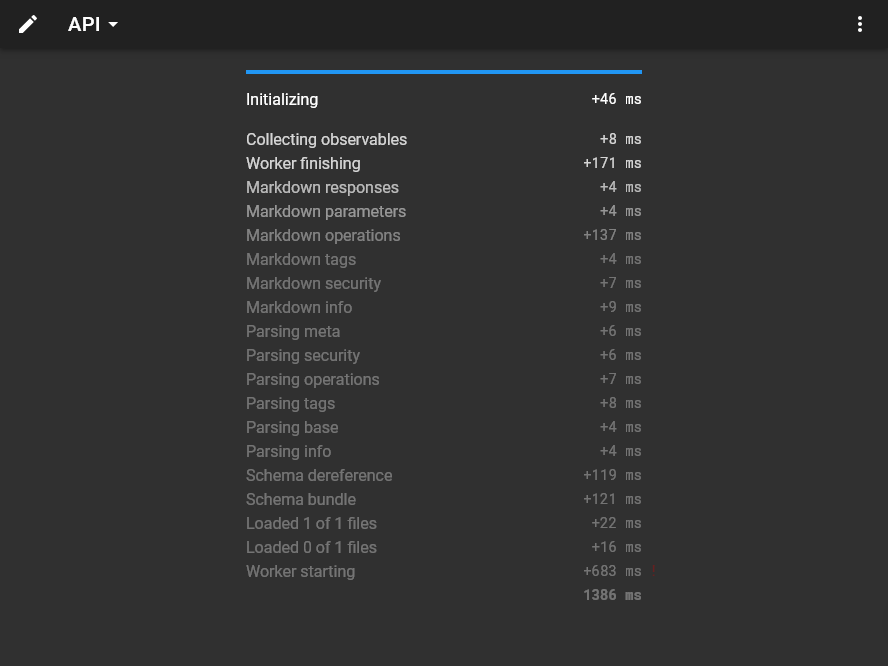 API
Initializing +46 ms
Collecting observables +8 ms
Worker finishing +171 ms
Markdown responses +4 ms
Markdown parameters +4 ms
Markdown operations +137 ms
Markdown tags +4 ms
Markdown security +7 ms
Markdown info +9 ms
Parsing meta +6 ms
Parsing security +6 ms
Parsing operations +7 ms
Parsing tags +8 ms
Parsing base +4 ms
Parsing info +4 ms
Schema dereference +119 ms
Schema bundle +121 ms
Loaded 1 of 1 files +22 ms
Loaded 0 of 1 files +16 ms
Worker starting +683 ms !
1386 ms